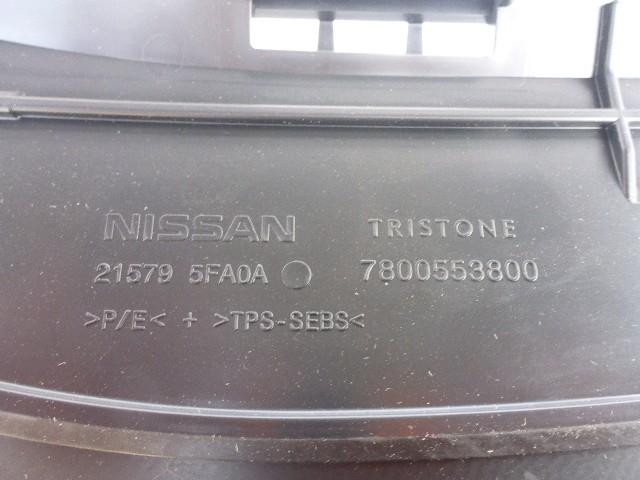 NISSAN TRISTONE
21579 5FA0A 7800553800
>P/E< + >TPS-SEBS<